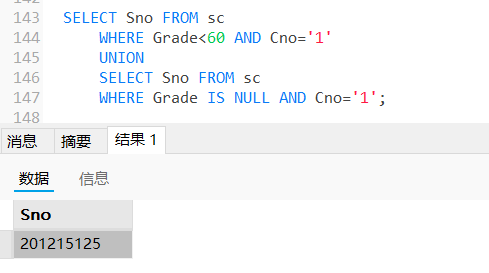 143 SELECT Sno FROM sc
144 WHERE Grade<60 AND Cno='1'
145 UNION
146 SELECT Sno FROM sc
147 WHERE Grade IS NULL AND Cno='1';
148
消息 摘要 结果 1
数据 信息
Sno
201215125